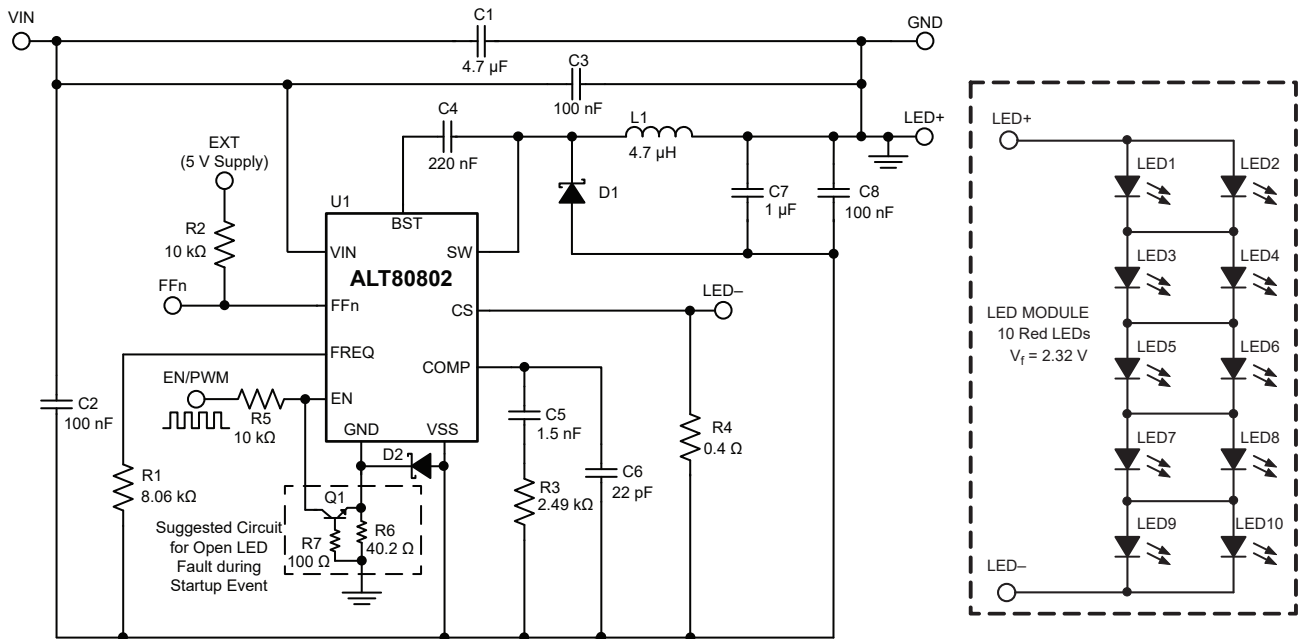 VIN
C1
4.7 µF
GND
C3
100 nF
C4
220 nF
L1
4.7 µH
LED+
EXT
(5 V Supply)
R2
10 kΩ
FFn
U1
BST
VIN
SW
ALT80802
FFn
CS
FREQ
COMP
EN
GND
VSS
D1
C7
1 µF
C8
100 nF
LED–
EN/PWM
R5
10 kΩ
C2
100 nF
R1
8.06 kΩ
D2
Q1
R7
100 Ω
R6
40.2 Ω
Suggested Circuit
for Open LED
Fault during
Startup Event
C5
1.5 nF
R3
2.49 kΩ
C6
22 pF
R4
0.4 Ω
LED+
LED1
LED2
LED3
LED4
LED MODULE
10 Red LEDs
Vf = 2.32 V
LED5
LED6
LED7
LED8
LED9
LED10
LED–